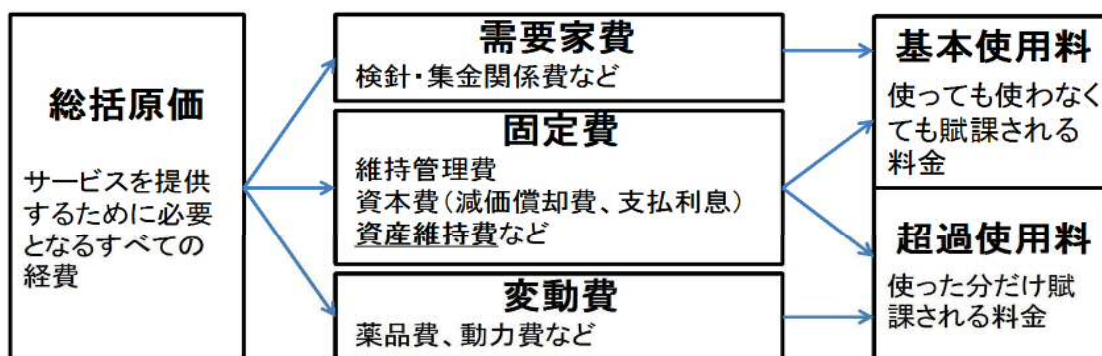 総括原価
サービスを提供
するために必要
となるすべての
経費
需要家費
検針・集金関係費など
固定費
維持管理費
資本費(減価償却費、支払利息)
資産維持費など
変動費
薬品費、動力費など
基本使用料
使っても使わなく
ても賦課される
料金
超過使用料
使った分だけ賦
課される料金